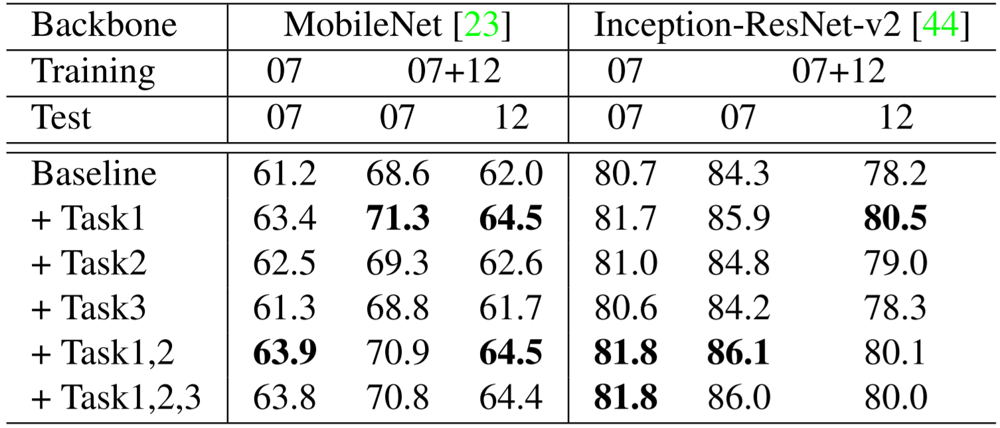 Backbone MobileNet [23] Inception-ResNet-v2 [44]
Training 07 07+12 07 07+12
Test 07 07 12 07 07 12
Baseline 61.2 68.6 62.0 80.7 84.3 78.2
+ Task1 63.4 71.3 64.5 81.7 85.9 80.5
+ Task2 62.5 69.3 62.6 81.0 84.8 79.0
+ Task3 61.3 68.8 61.7 80.6 84.2 78.3
+ Task1,2 63.9 70.9 64.5 81.8 86.1 80.1
+ Task1,2,3 63.8 70.8 64.4 81.8 86.0 80.0